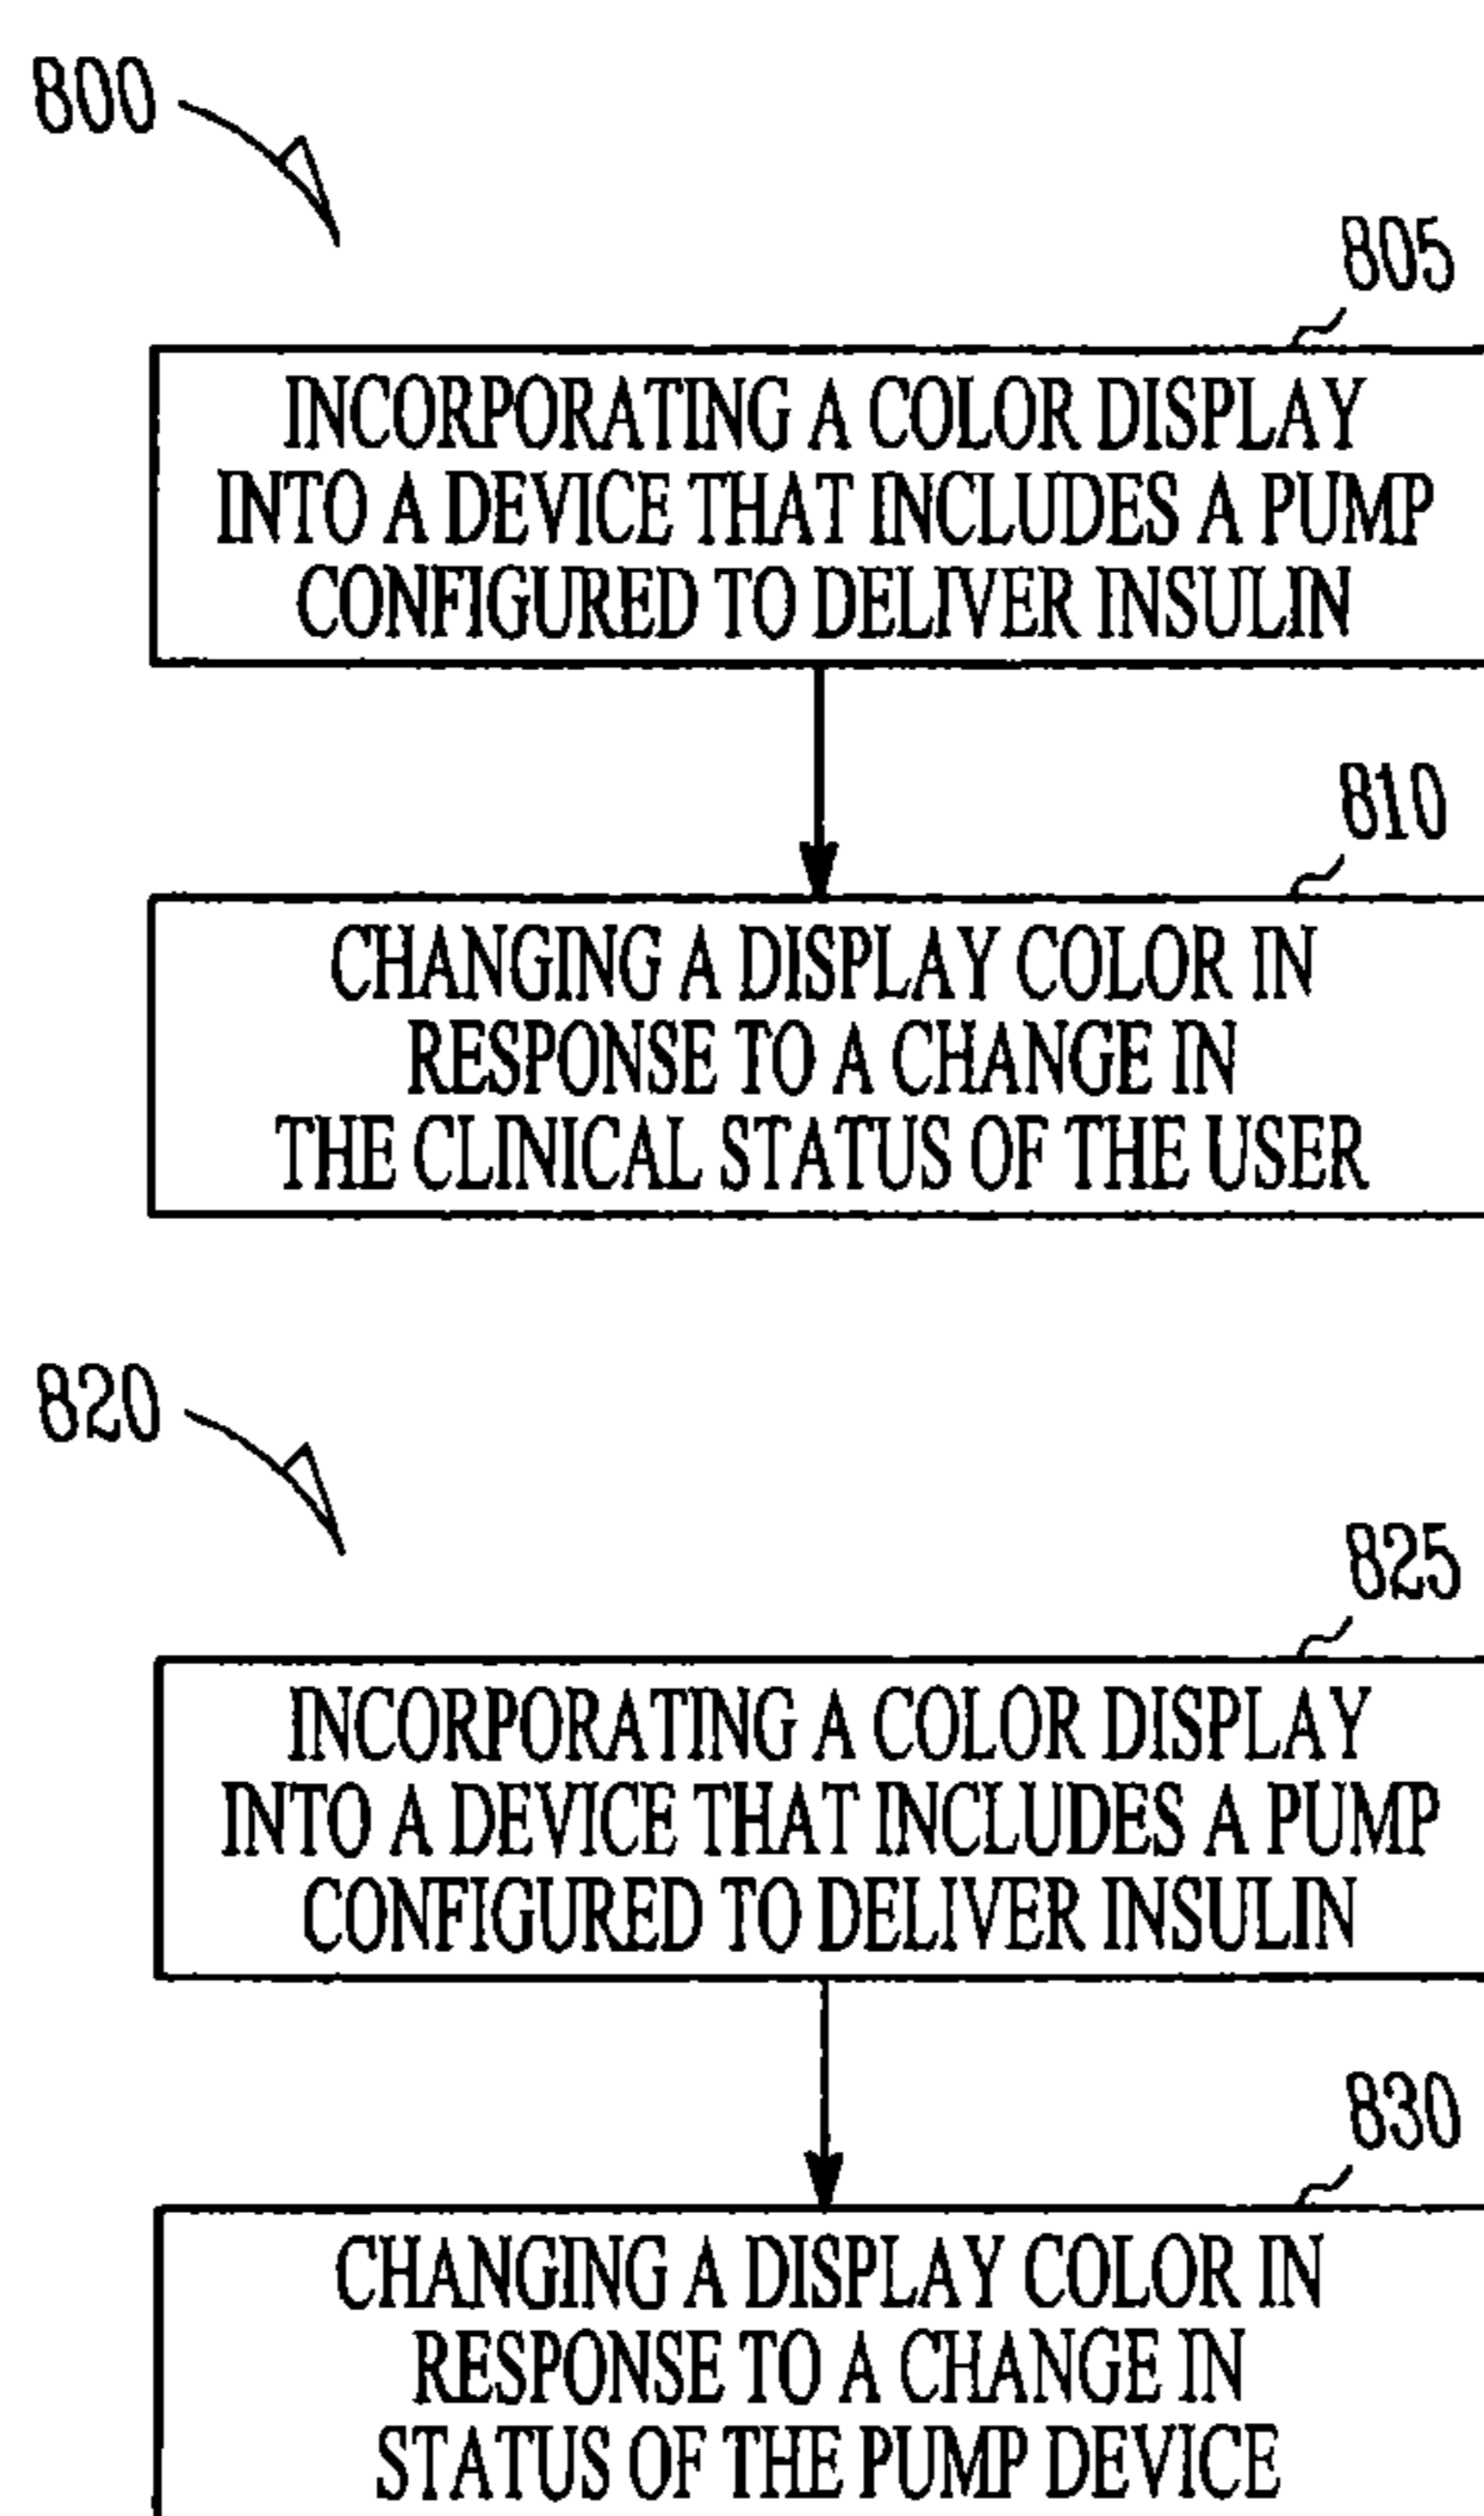 800
805
INCORPORATING A COLOR DISPLAY
INTO A DEVICE THAT INCLUDES A PUMP
CONFIGURED TO DELIVER INSULIN
810
CHANGING A DISPLAY COLOR IN
RESPONSE TO A CHANGE IN
THE CLINICAL STATUS OF THE USER
820
825
INCORPORATING A COLOR DISPLAY
INTO A DEVICE THAT INCLUDES A PUMP
CONFIGURED TO DELIVER INSULIN
830
CHANGING A DISPLAY COLOR IN
RESPONSE TO A CHANGE IN
STATUS OF THE PUMP DEVICE